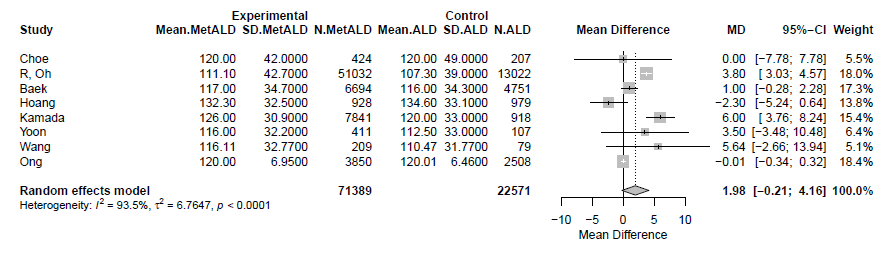 Experimental Control
Study Mean.MetALD SD.MetALD N.MetALD Mean.ALD SD.ALD N.ALD Mean Difference MD 95%−CI Weight
Choe 120.00 42.0000 424 120.00 49.0000 207 0.00 [−7.78; 7.78] 5.5%
R, Oh 111.10 42.7000 51032 107.30 39.0000 13022 3.80 [ 3.03; 4.57] 18.0%
Baek 117.00 34.7000 6694 116.00 34.3000 4751 1.00 [−0.28; 2.28] 17.3%
Hoang 132.30 32.5000 928 134.60 33.1000 979 −2.30 [−5.24; 0.64] 13.8%
Kamada 126.00 30.9000 7841 120.00 33.0000 918 6.00 [ 3.76; 8.24] 15.4%
Yoon 116.00 32.2000 411 112.50 33.0000 107 3.50 [−3.48; 10.48] 6.4%
Wang 116.11 32.7700 209 110.47 31.7700 79 5.64 [−2.66; 13.94] 5.1%
Ong 120.00 6.9500 3850 120.01 6.4600 2508 −0.01 [−0.34; 0.32] 18.4%
Random effects model 71389 22571 1.98 [−0.21; 4.16] 100.0%
Heterogeneity: I² = 93.5%, τ² = 6.7647, p < 0.0001
−10 −5 0 5 10
Mean Difference